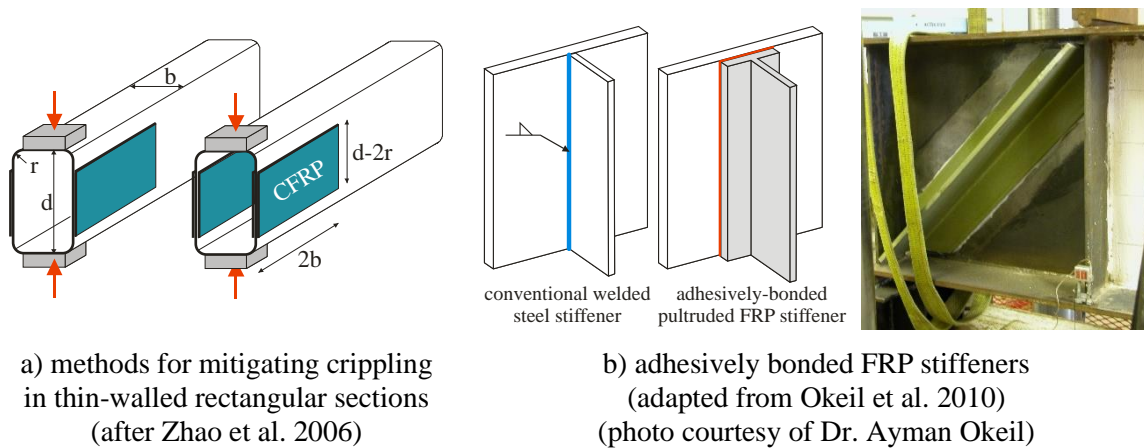 b
r
d
CFRP
d-2r
2b
conventional welded
steel stiffener
adhesively-bonded
pultruded FRP stiffener
a) methods for mitigating crippling
in thin-walled rectangular sections
(after Zhao et al. 2006)
b) adhesively bonded FRP stiffeners
(adapted from Okeil et al. 2010)
(photo courtesy of Dr. Ayman Okeil)